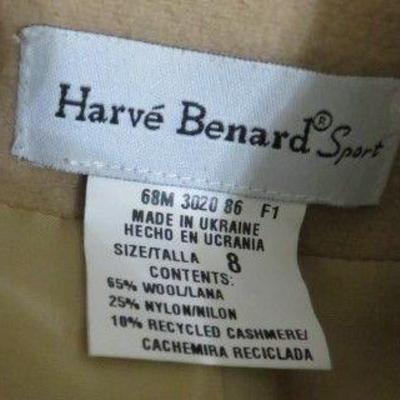 Harvé Benard® Sport
68M 3020 86 F1
MADE IN UKRAINE
HECHO EN UCRANIA
SIZE/TALLA 8
CONTENTS:
65% WOOL/LANA
25% NYLON/NILON
10% RECYCLED CASHMERE/
CACHEMIRA RECICLADA